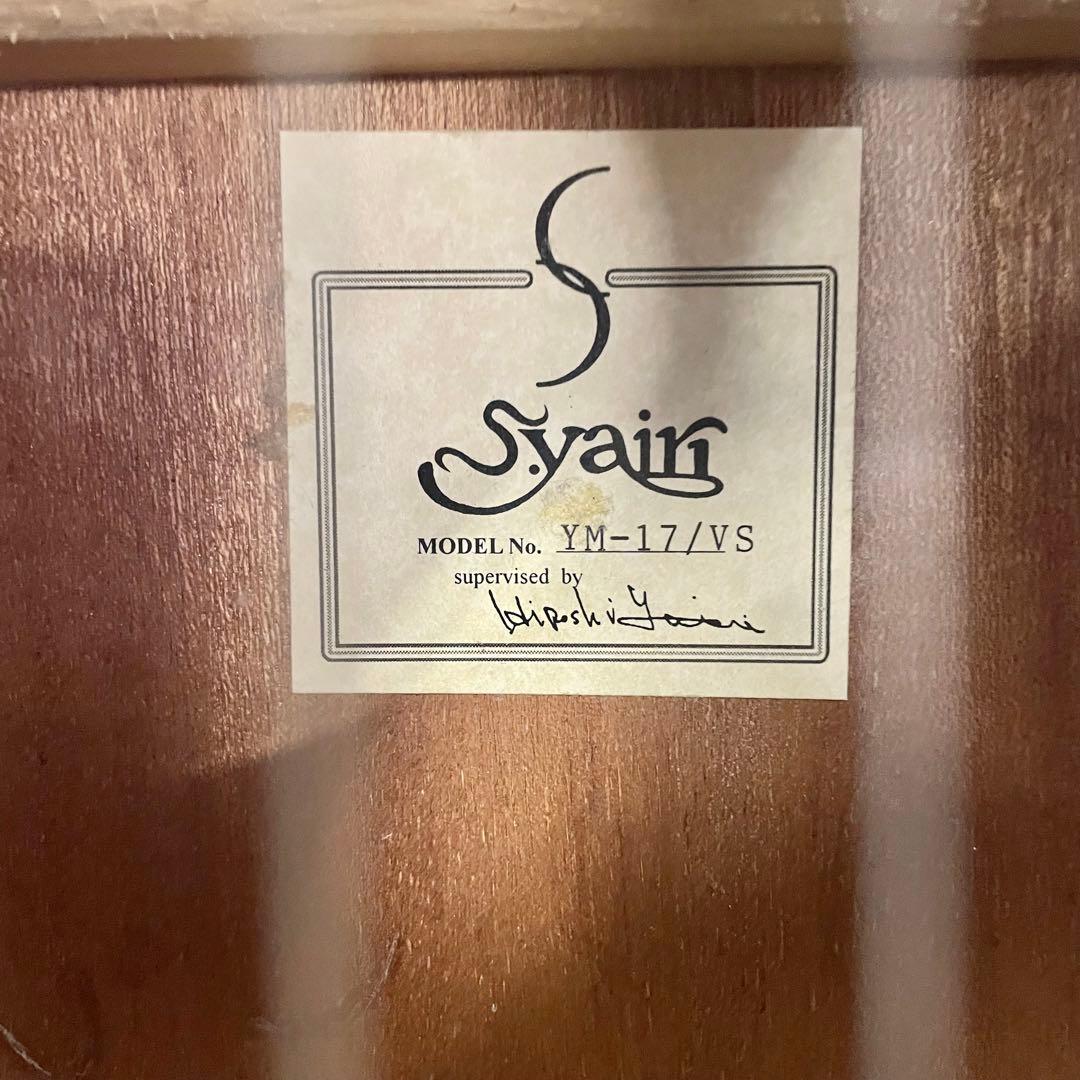 S
S.yairi
MODEL No. YM-17/VS
supervised by
Hiroshi Yairi